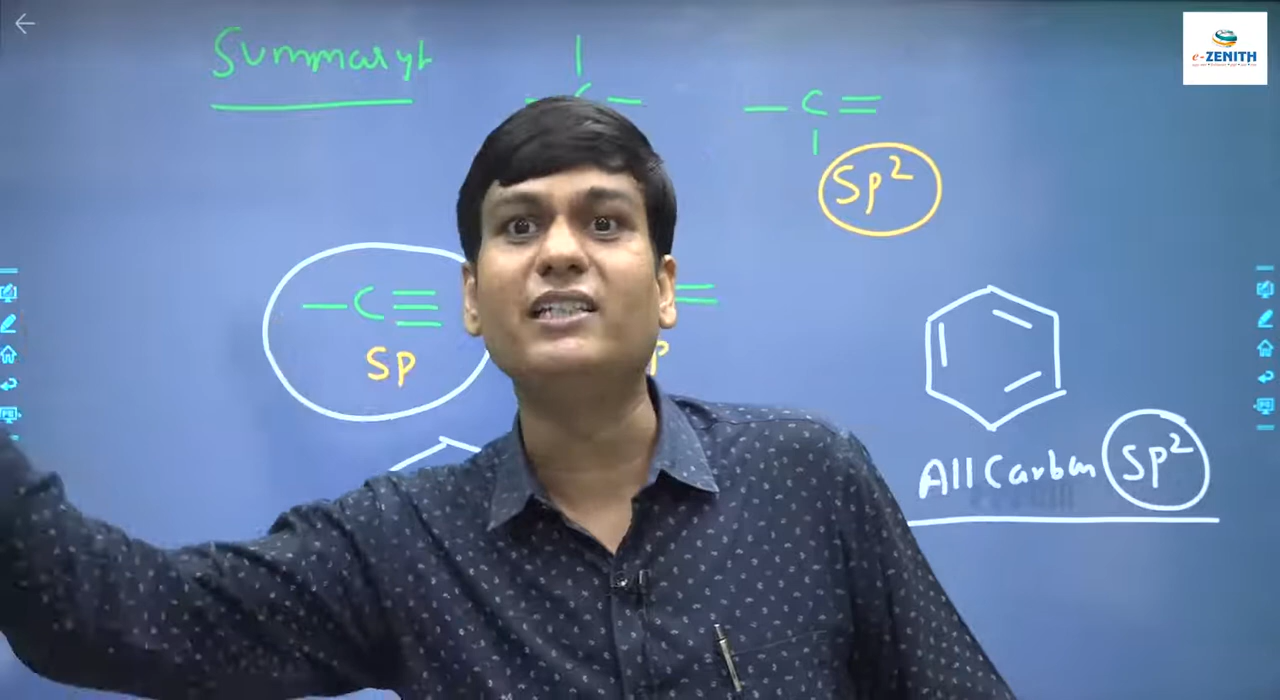 Summary
e-ZENITH
C
— C =
Sp²
— C ≡
=
Sp
p
All Carbon Sp²